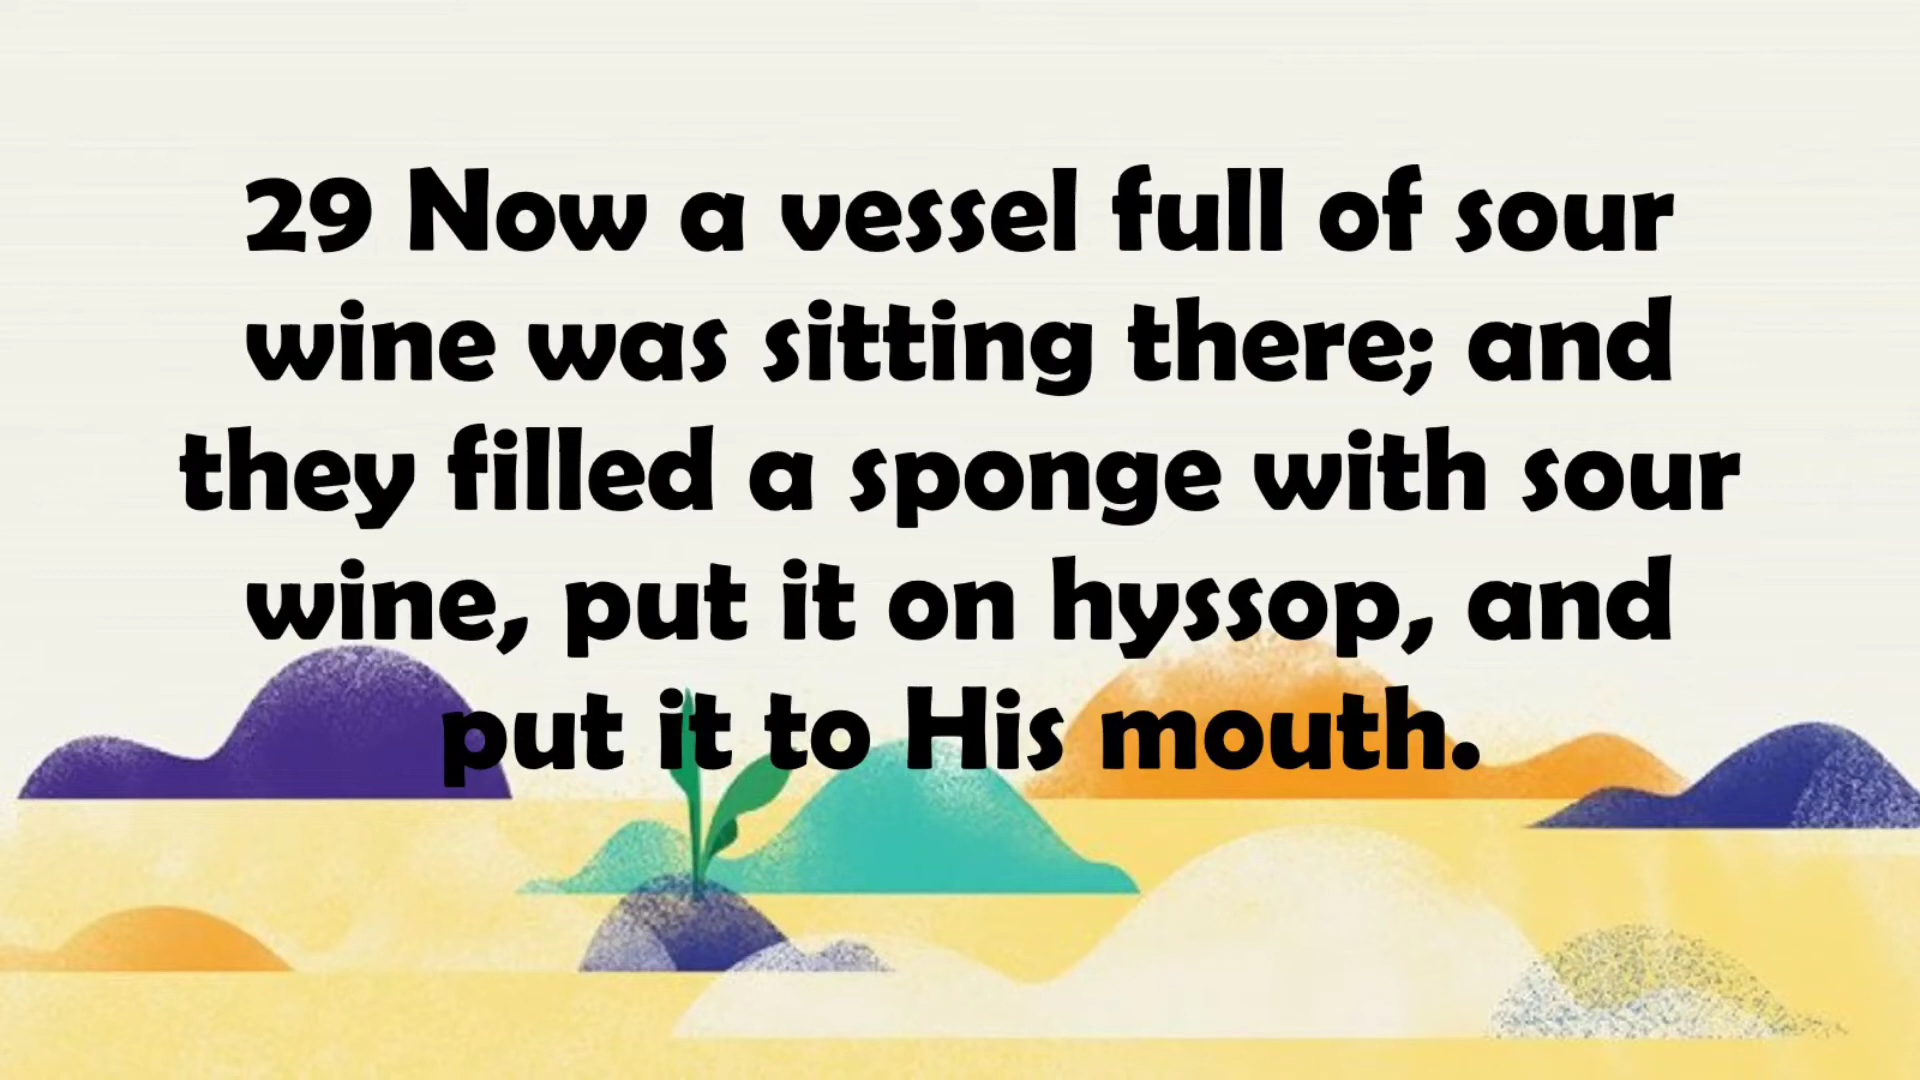 29 Now a vessel full of sour
wine was sitting there; and
they filled a sponge with sour
wine, put it on hyssop, and
put it to His mouth.